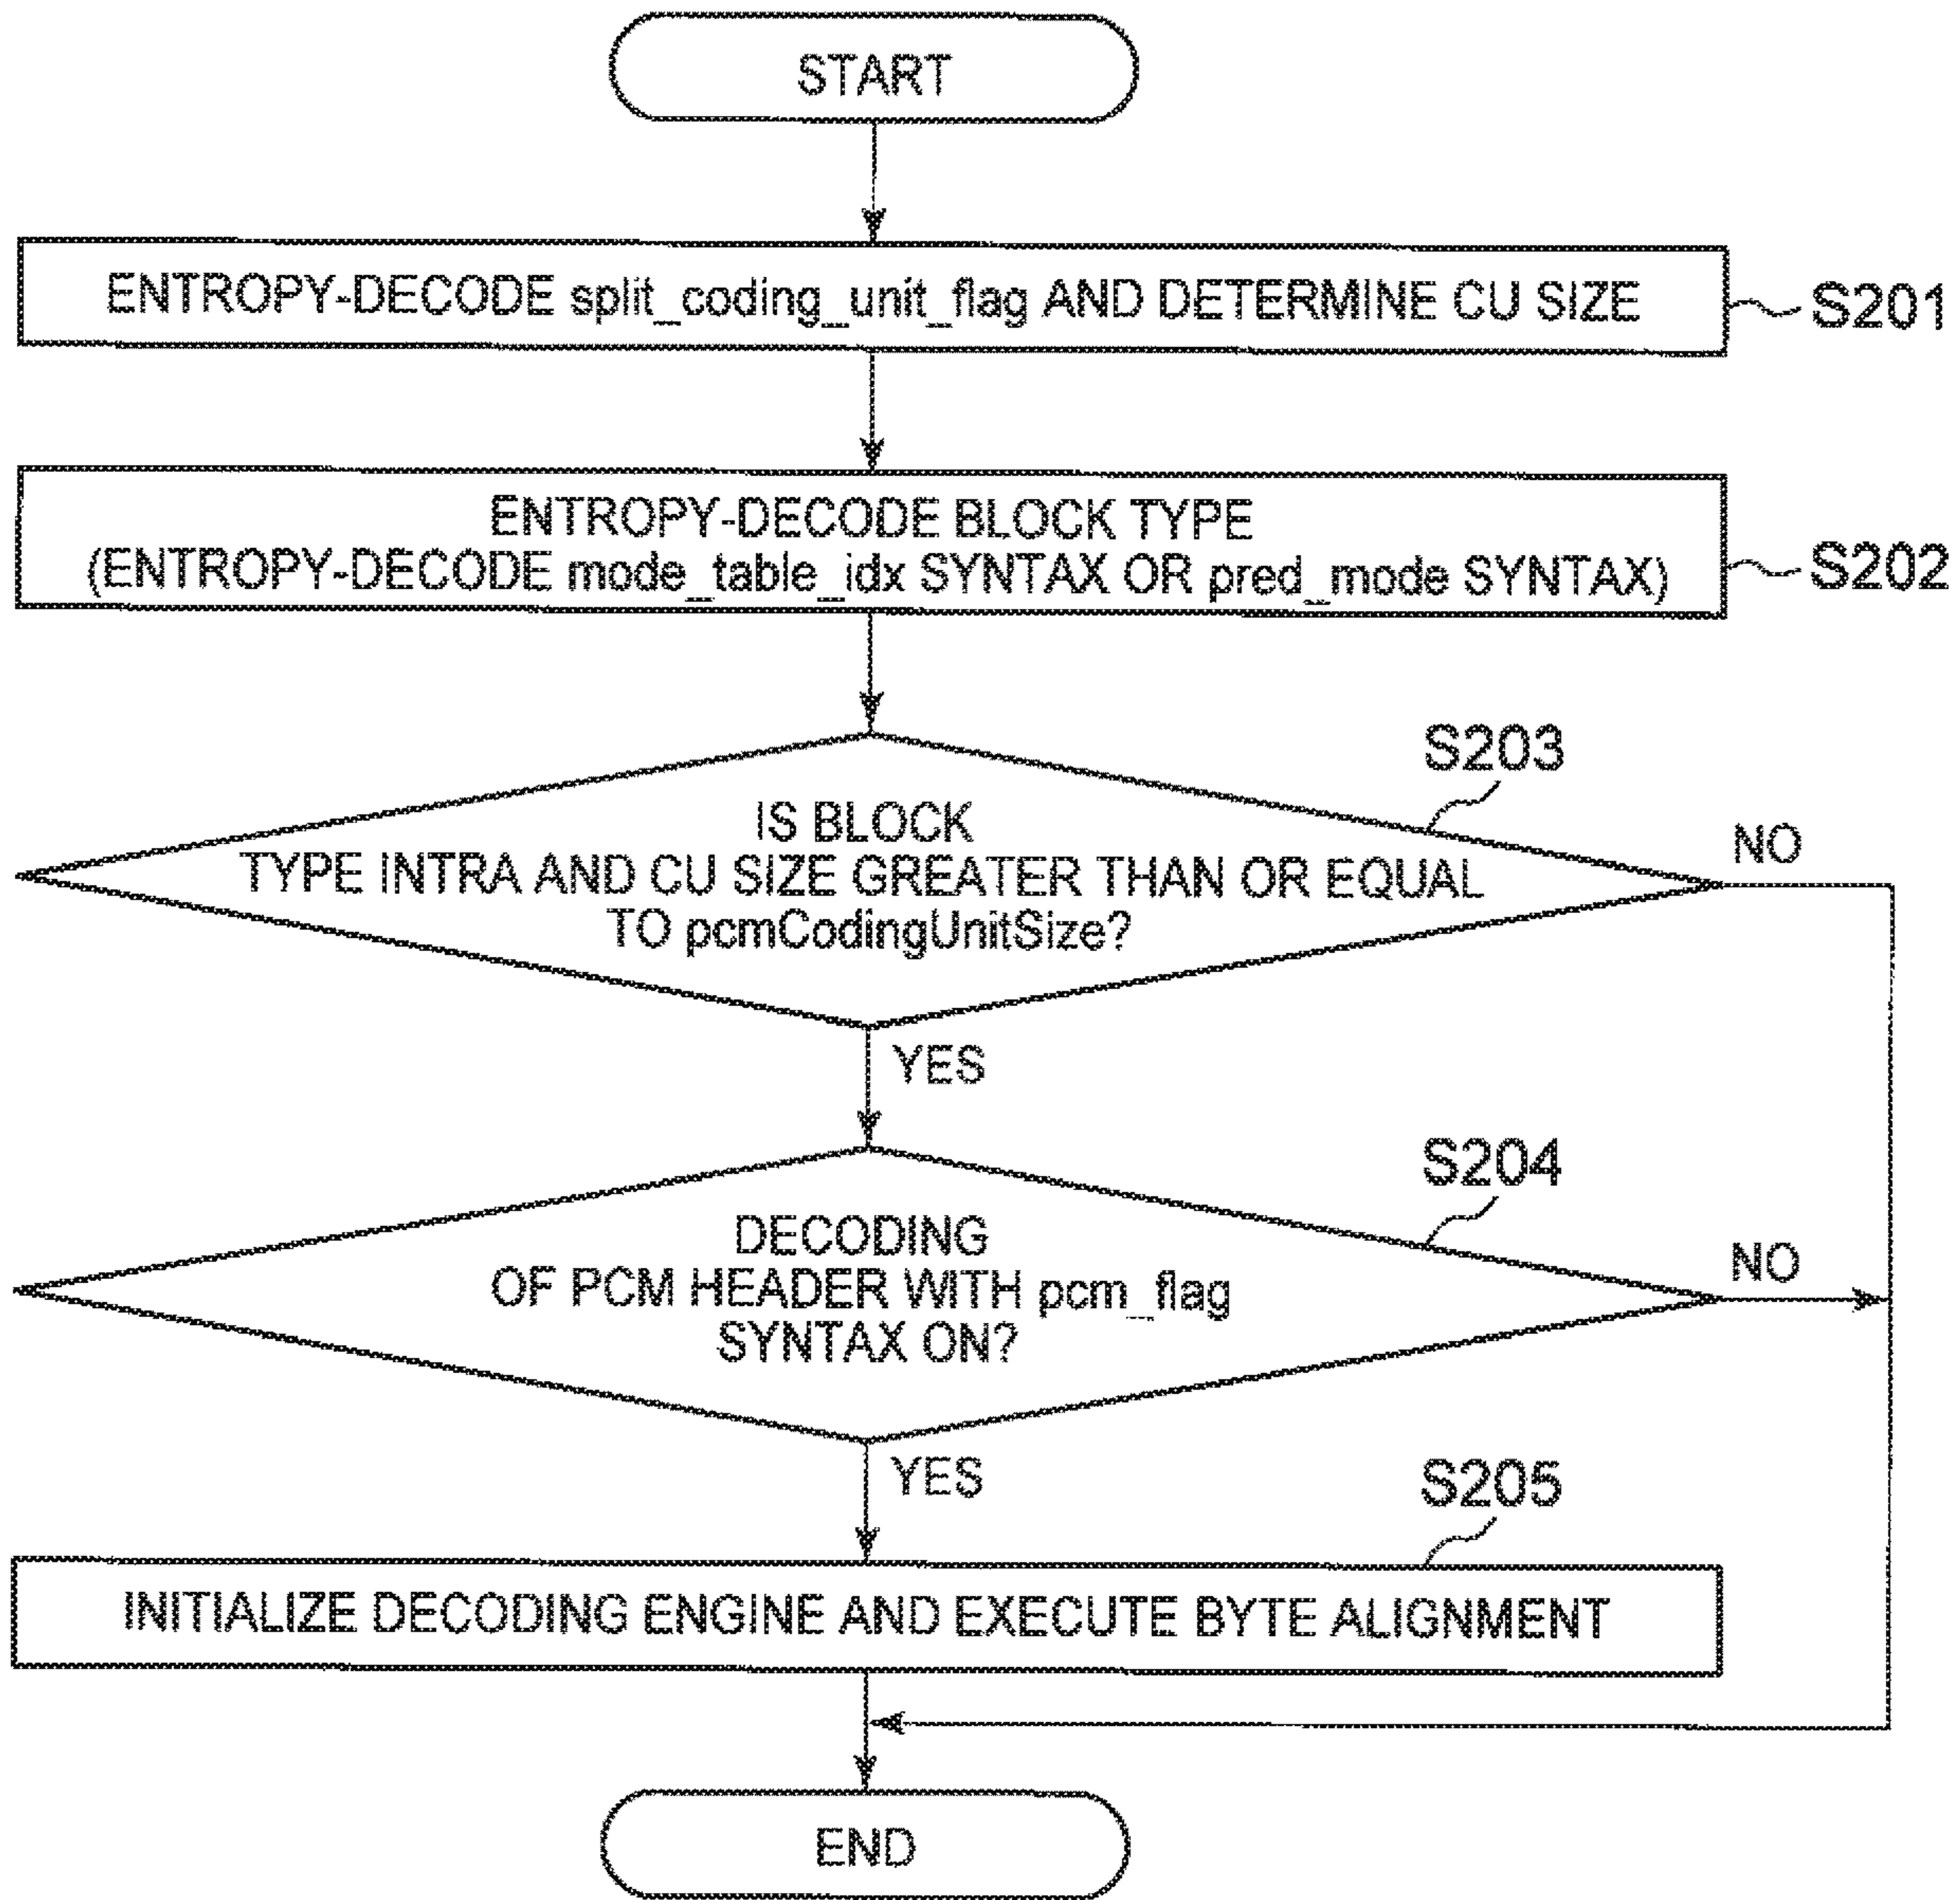 START
ENTROPY-DECODE split_coding_unit_flag AND DETERMINE CU SIZE
S201
ENTROPY-DECODE BLOCK TYPE
(ENTROPY-DECODE mode_table_idx SYNTAX OR pred_mode SYNTAX)
S202
S203
IS BLOCK
TYPE INTRA AND CU SIZE GREATER THAN OR EQUAL
TO pcmCodingUnitSize?
NO
YES
S204
DECODING
OF PCM HEADER WITH pcm_flag
SYNTAX ON?
NO
YES
S205
INITIALIZE DECODING ENGINE AND EXECUTE BYTE ALIGNMENT
END